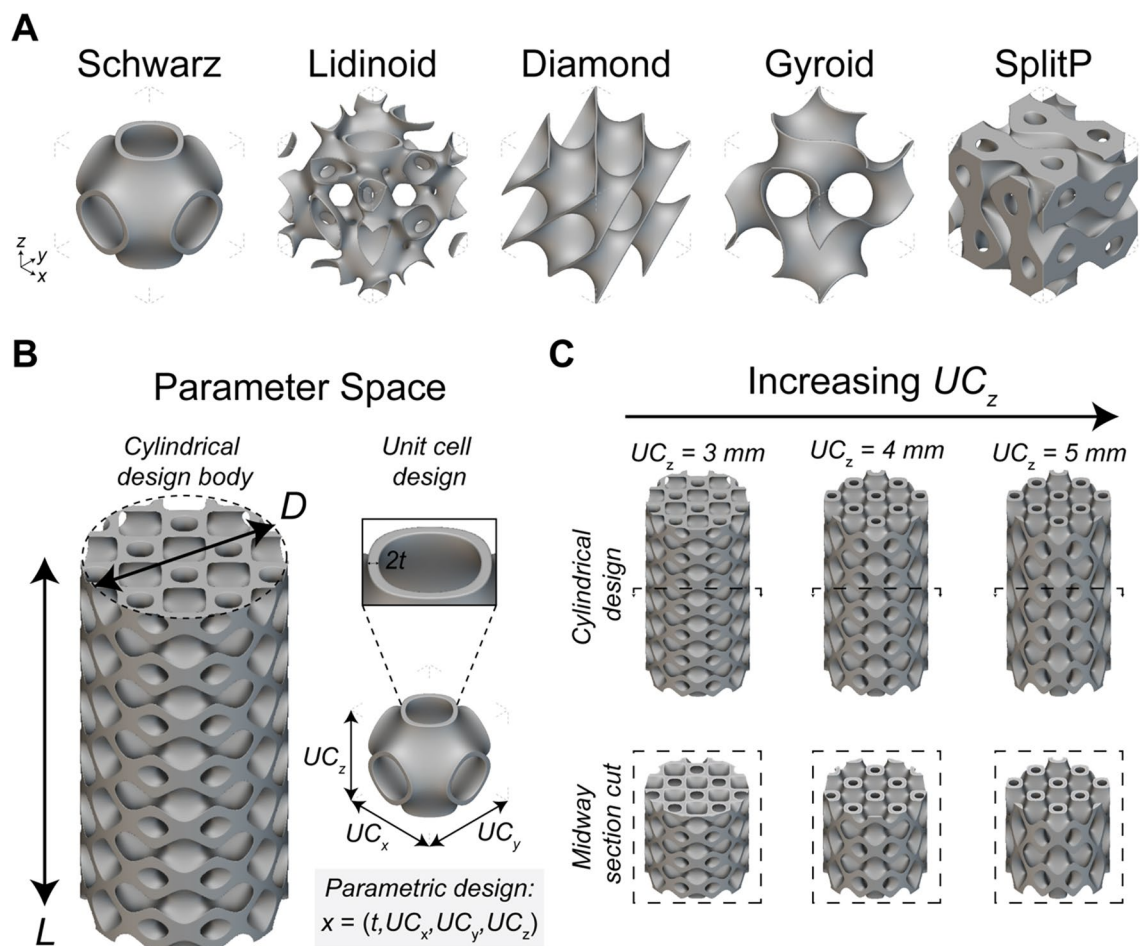 A
Schwarz
Lidinoid
Diamond
Gyroid
SplitP
z
y
x
B
Parameter Space
Cylindrical
design body
Unit cell
design
D
2t
L
UCz
UCx
UCy
Parametric design:
x = (t,UCx,UCy,UCz)
C
Increasing UCz
UCz = 3 mm
UCz = 4 mm
UCz = 5 mm
Cylindrical
design
Midway
section cut